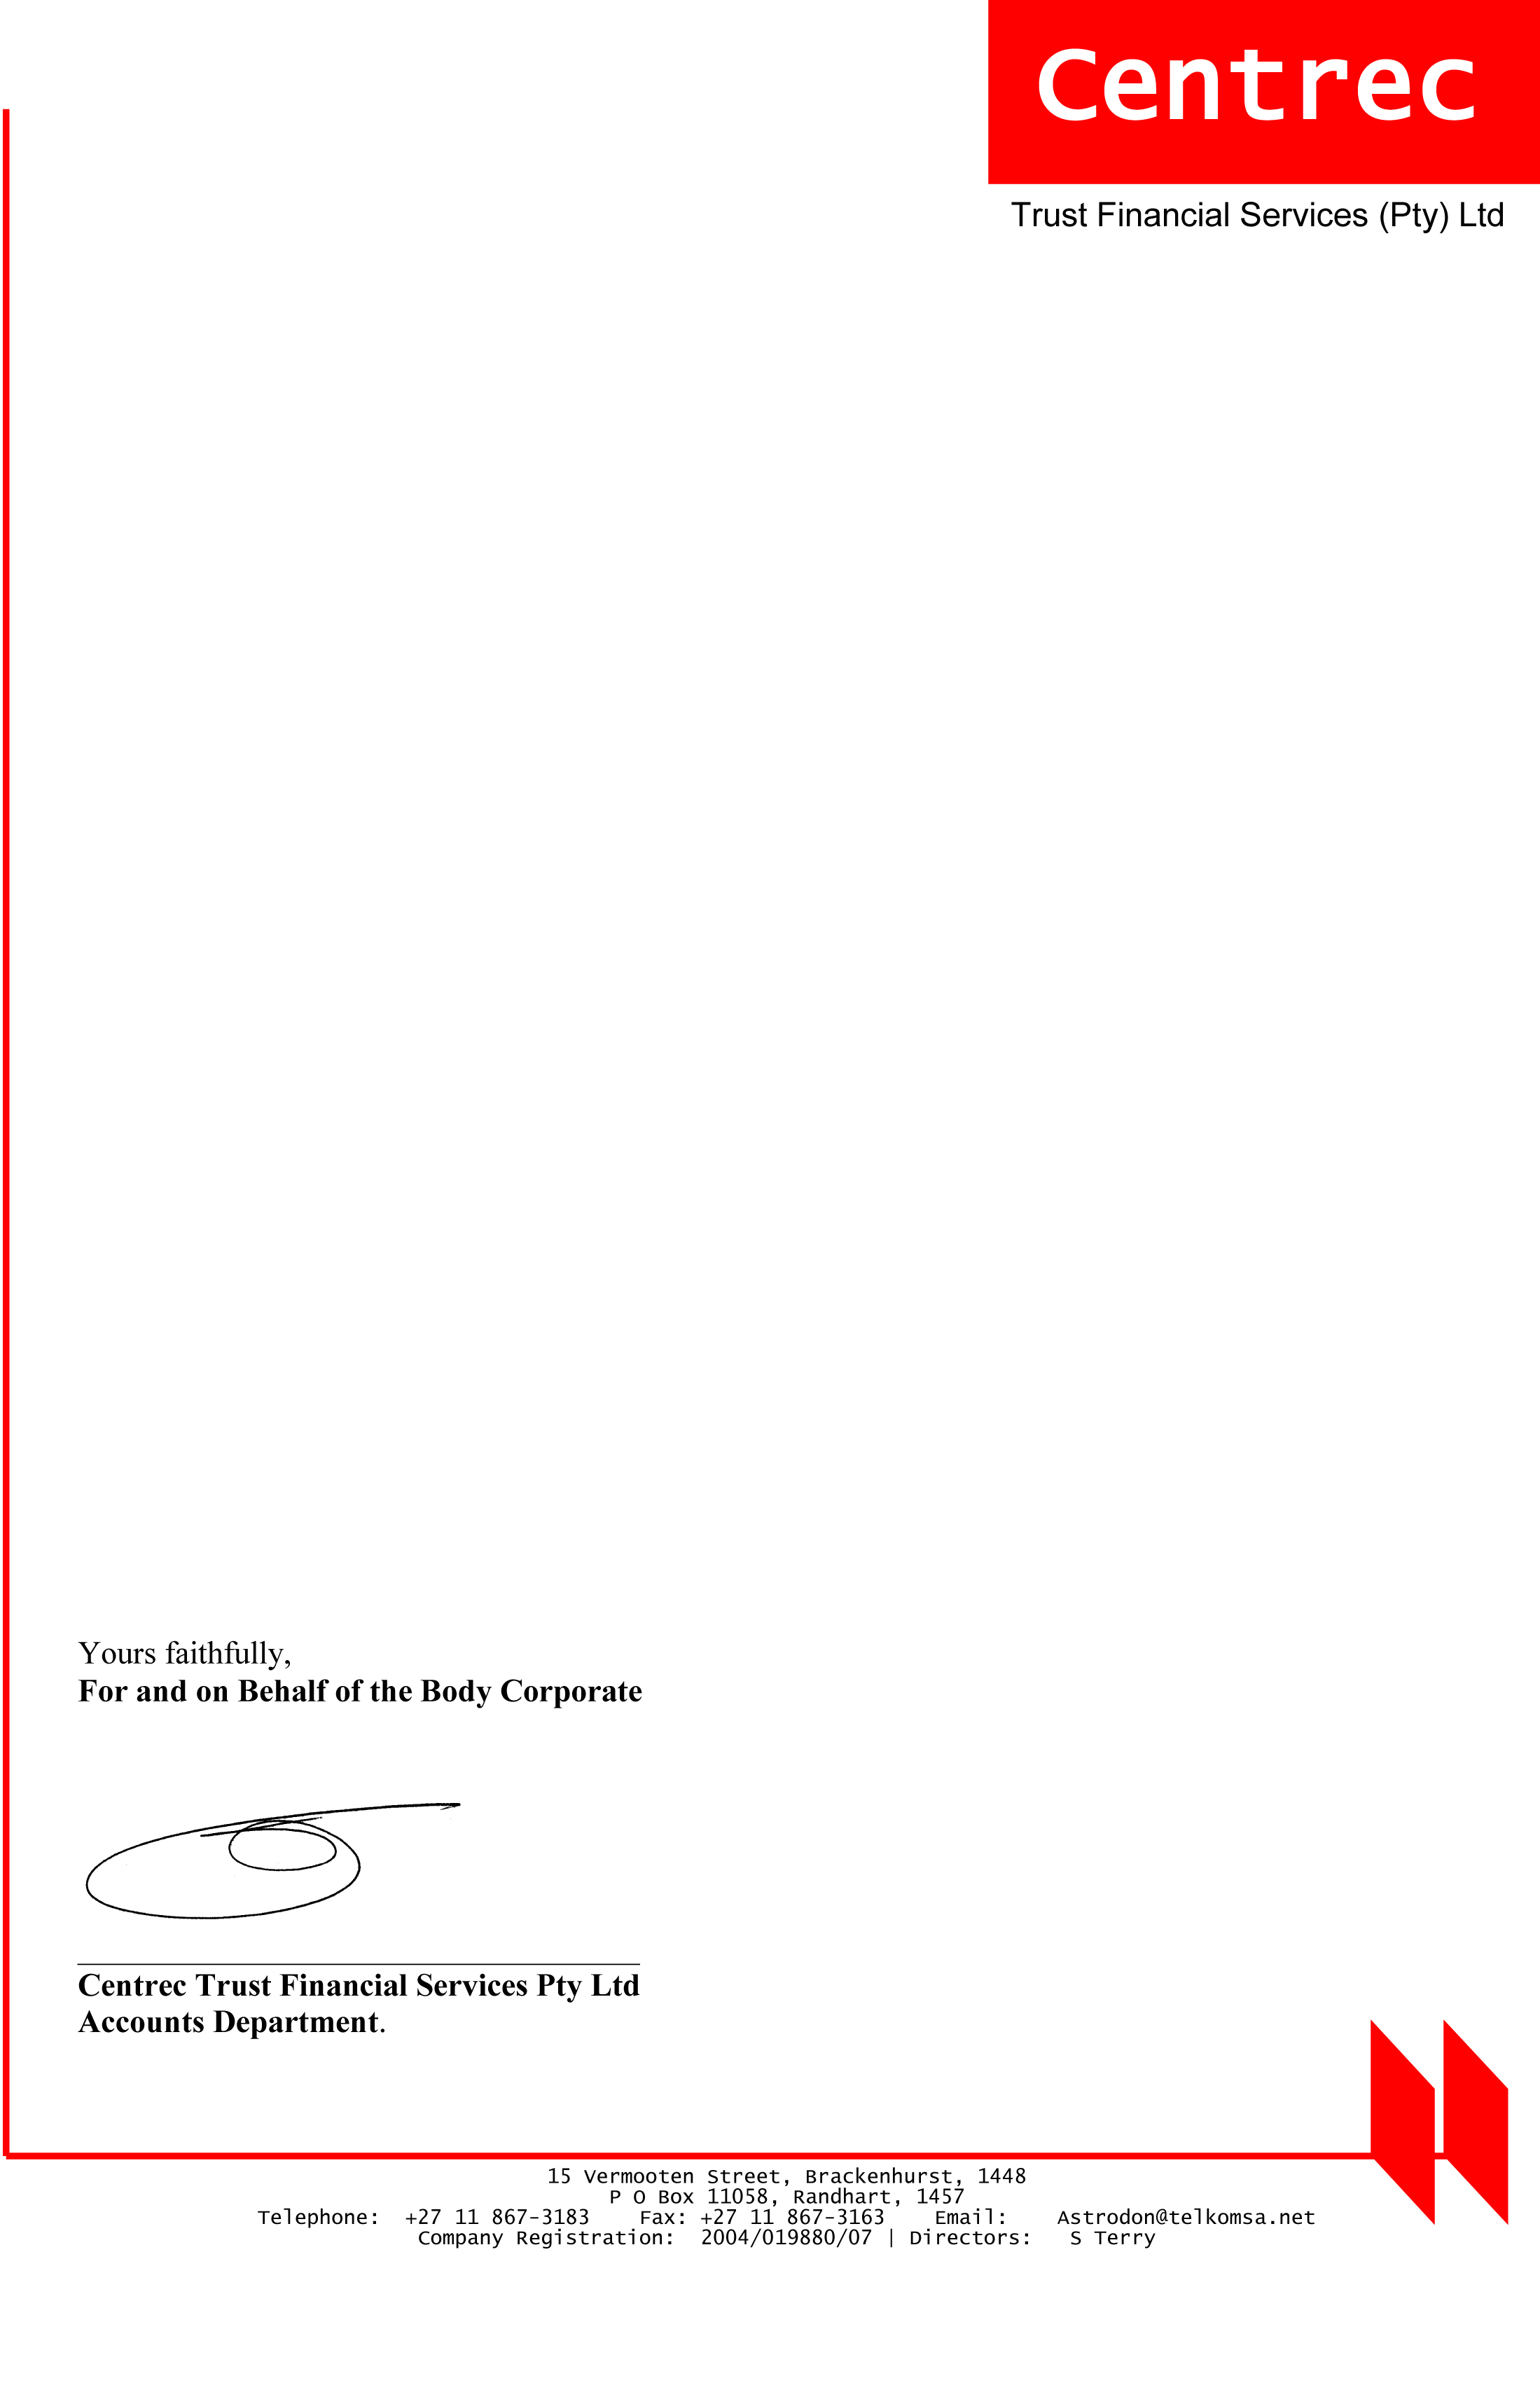 Centrec
Trust Financial Services (Pty) Ltd
Yours faithfully,
For and on Behalf of the Body Corporate
Centrec Trust Financial Services Pty Ltd
Accounts Department.
15 Vermooten Street, Brackenhurst, 1448
P O Box 11058, Randhart, 1457
Telephone: +27 11 867-3183 Fax: +27 11 867-3163 Email: Astrodon@telkomsa.net
Company Registration: 2004/019880/07 | Directors: S Terry